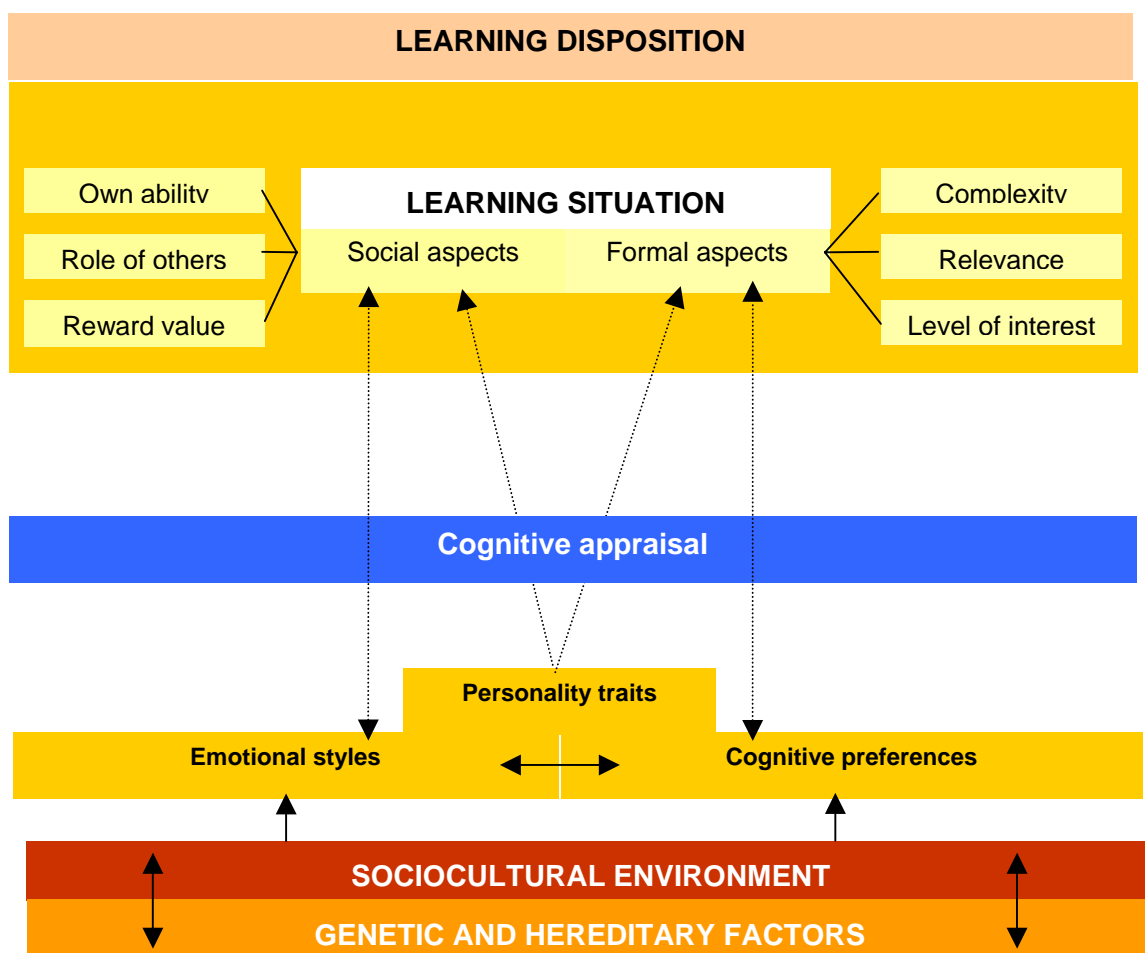 LEARNING DISPOSITION
Own ability
Role of others
Reward value
LEARNING SITUATION
Social aspects
Formal aspects
Complexity
Relevance
Level of interest
Cognitive appraisal
Personality traits
Emotional styles
Cognitive preferences
SOCIOCULTURAL ENVIRONMENT
GENETIC AND HEREDITARY FACTORS